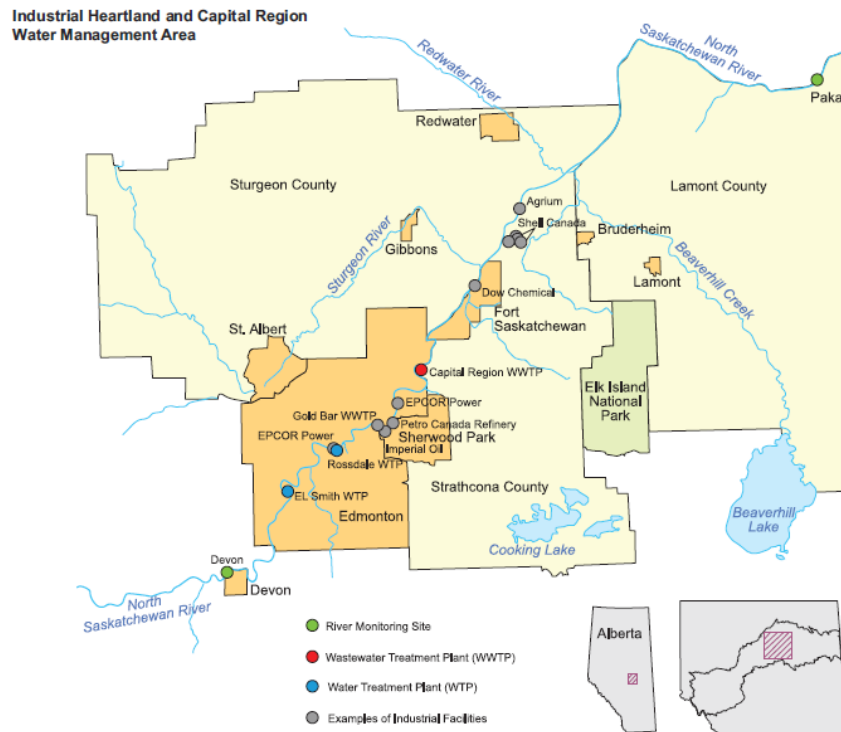 Industrial Heartland and Capital Region
Water Management Area
North
Saskatchewan River
Redwater River
Paka
Redwater
Sturgeon County
Lamont County
Agrium
Shell Canada
Bruderheim
Gibbons
Sturgeon River
Lamont
Beaverhill Creek
Dow Chemical
Fort
Saskatchewan
St. Albert
Capital Region WWTP
Elk Island
National
Park
EPCOR Power
Gold Bar WWTP
Petro Canada Refinery
Sherwood Park
EPCOR Power
Imperial Oil
Rossdale WTP
Strathcona County
EL Smith WTP
Edmonton
Beaverhill
Lake
Cooking Lake
Devon
Devon
North
Saskatchewan River
River Monitoring Site
Wastewater Treatment Plant (WWTP)
Water Treatment Plant (WTP)
Examples of Industrial Facilities
Alberta